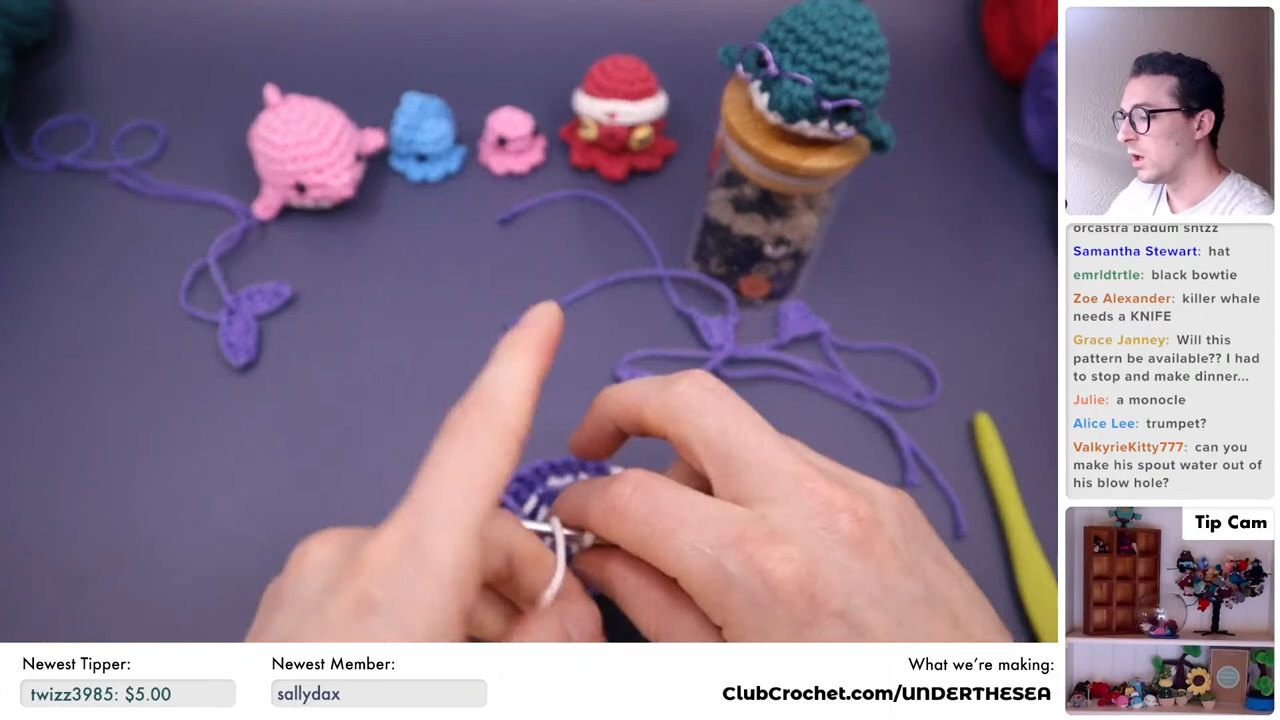 orcastra badum shtzz
Samantha Stewart: hat
emrldtrtle: black bowtie
Zoe Alexander: killer whale
needs a KNIFE
Grace Janney: Will this
pattern be available?? I had
to stop and make dinner...
Julie: a monocle
Alice Lee: trumpet?
ValkyrieKitty777: can you
make his spout water out of
his blow hole?
Tip Cam
Newest Tipper:
twizz3985: $5.00
Newest Member:
sallydax
What we're making:
ClubCrochet.com/UNDERTHESEA